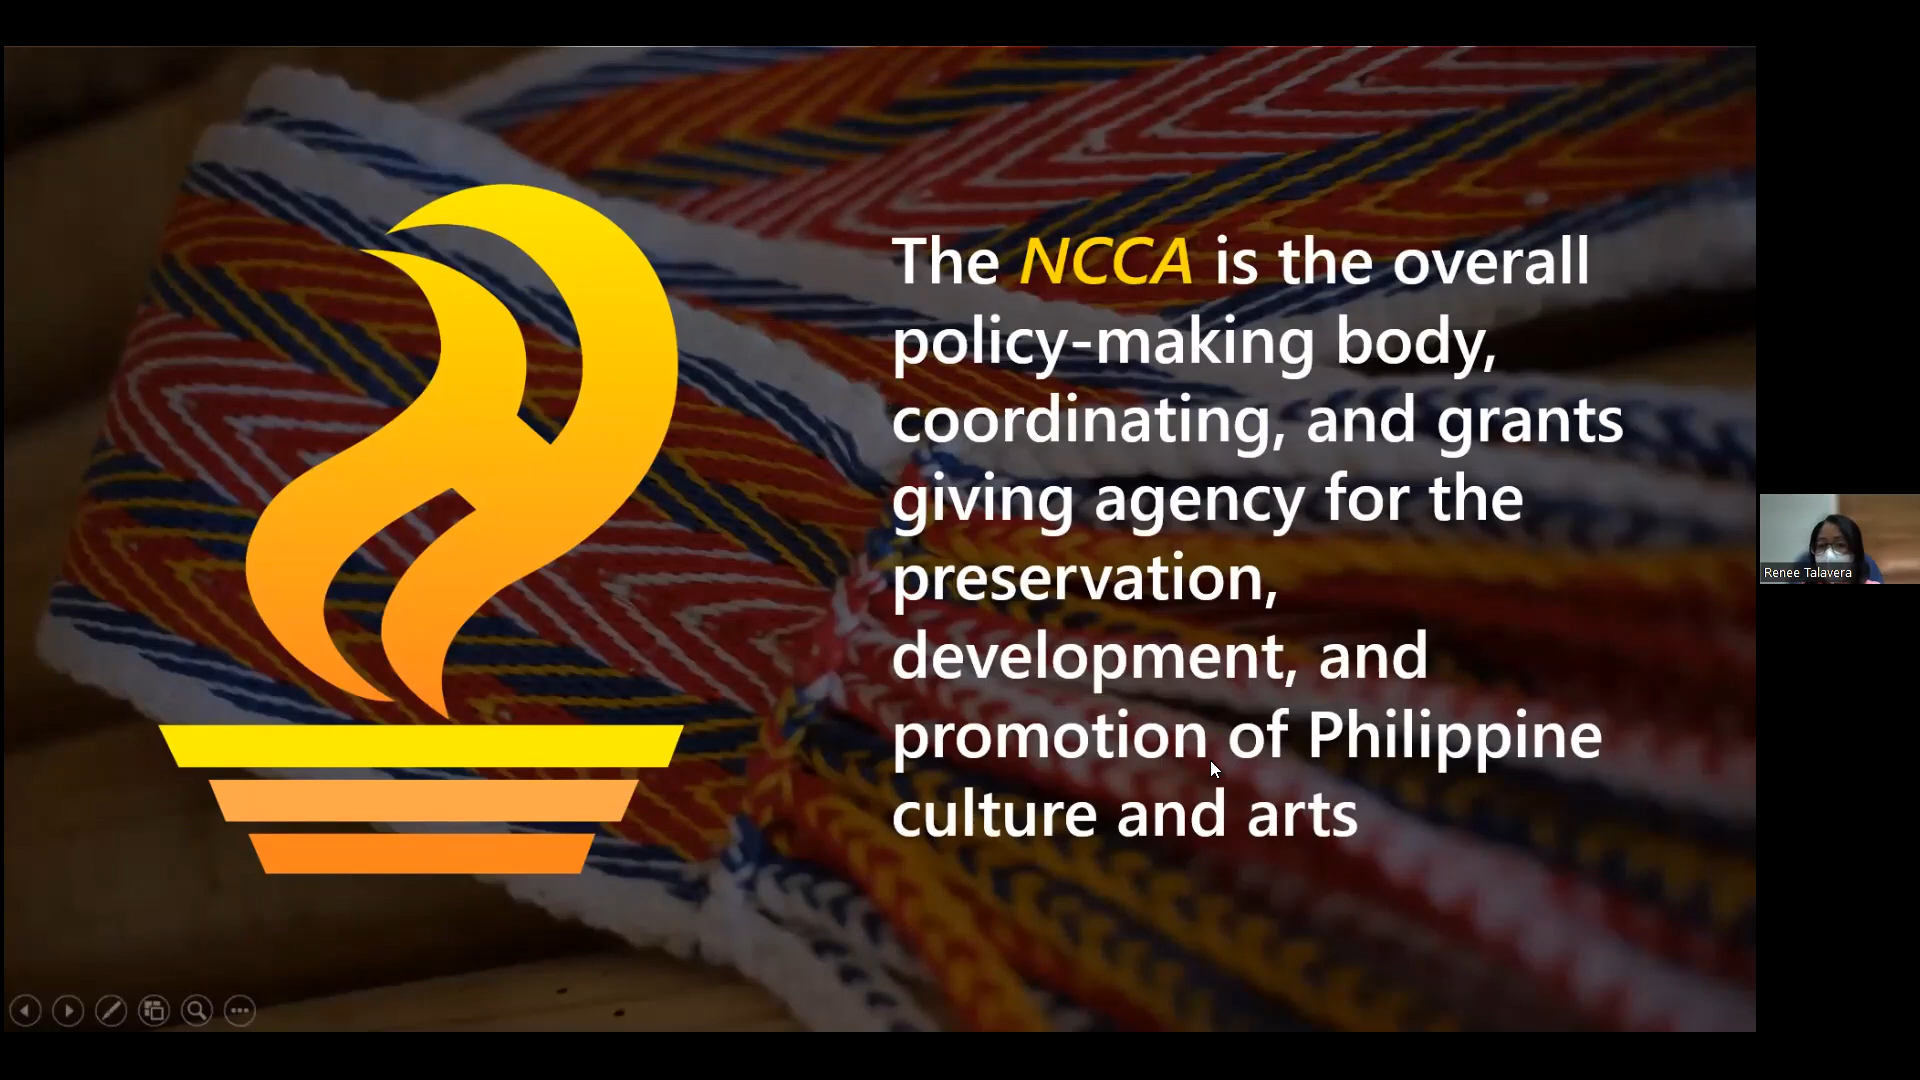 The NCCA is the overall
policy-making body,
coordinating, and grants
giving agency for the
preservation,
development, and
promotion of Philippine
culture and arts
Renee Talavera